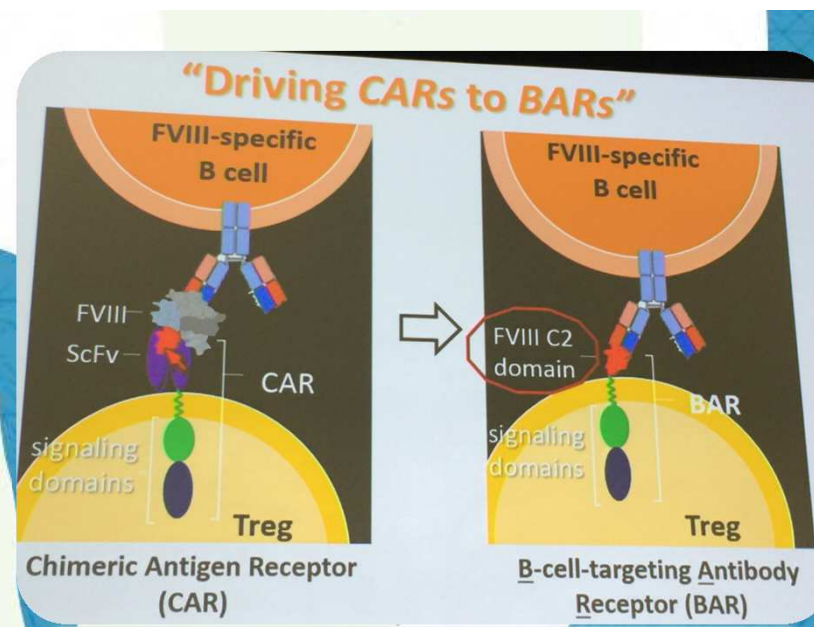 “Driving CARs to BARs”
FVIII-specific
B cell
FVIII
ScFv
CAR
signaling
domains
Treg
Chimeric Antigen Receptor
(CAR)
FVIII-specific
B cell
FVIII C2
domain
BAR
signaling
domains
Treg
B-cell-targeting Antibody
Receptor (BAR)